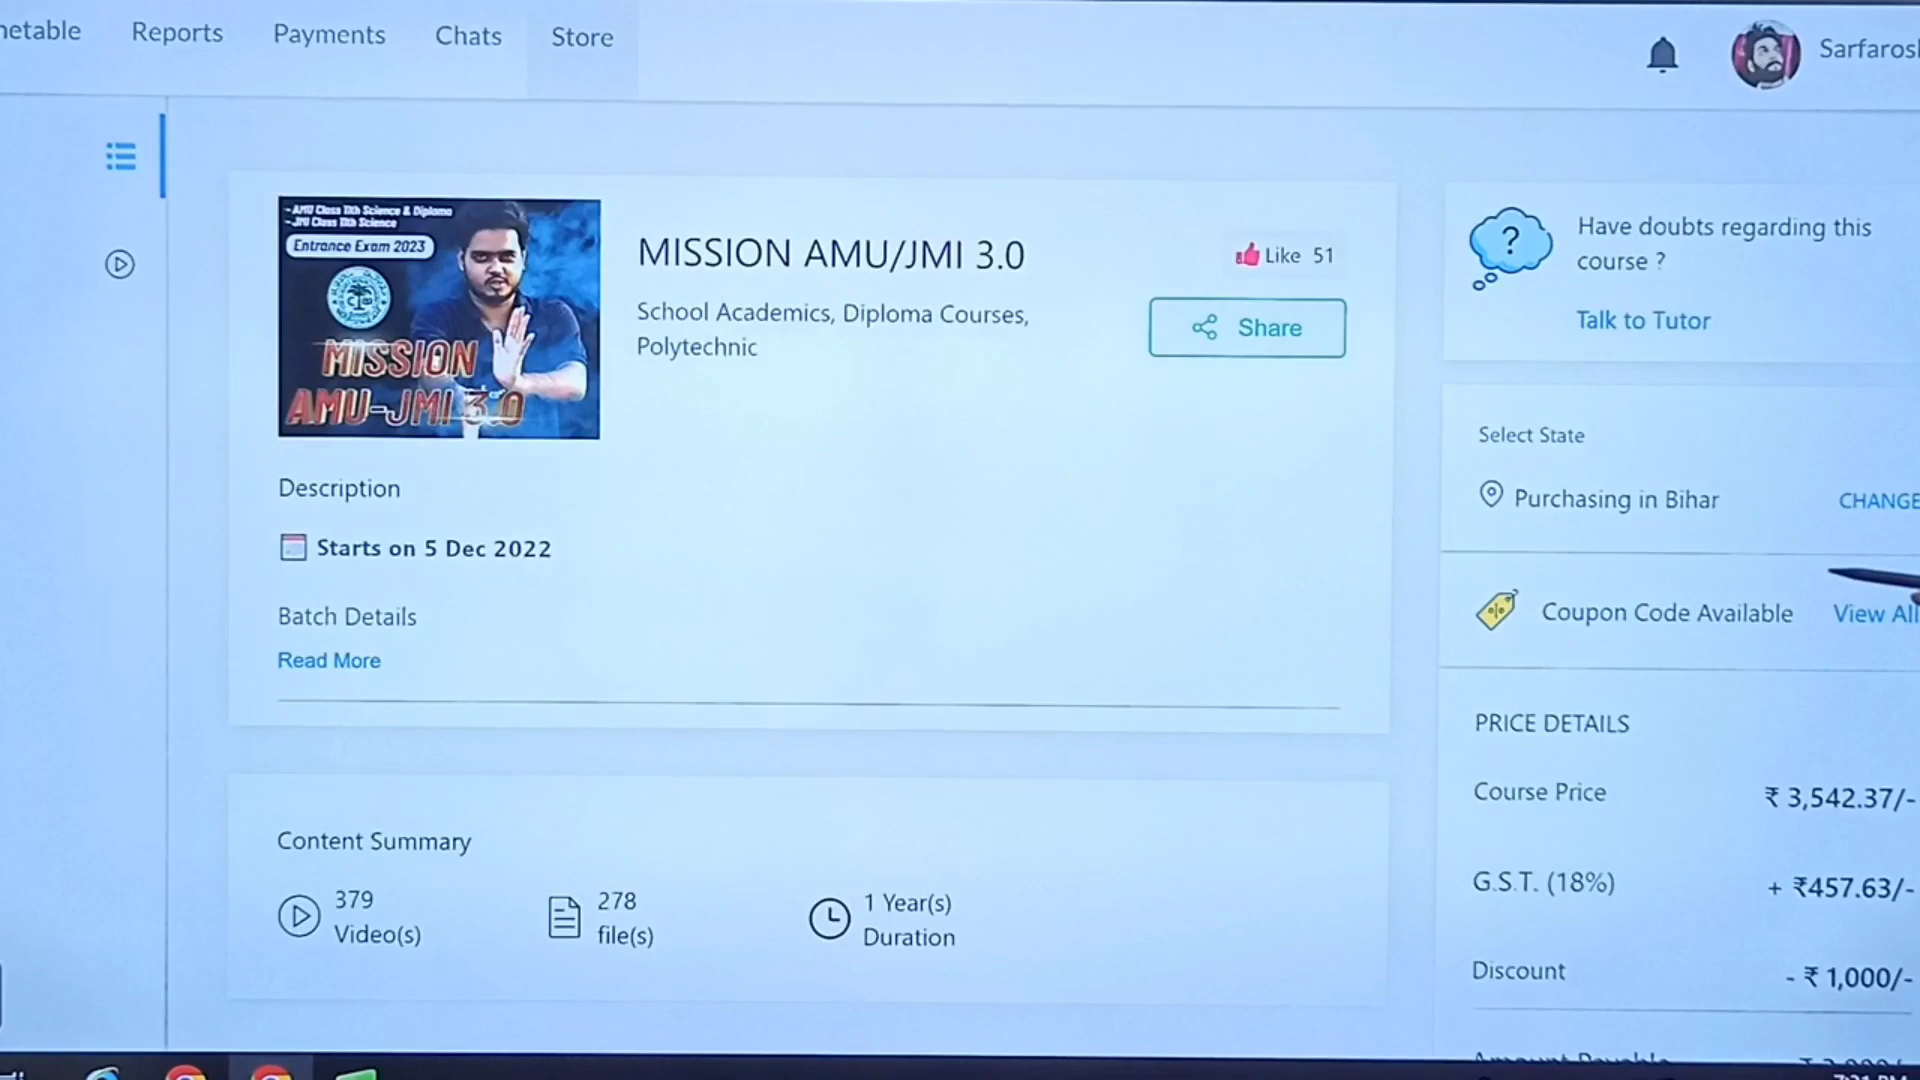 Reports
Payments
Chats
Store
- AMU Class 11th Science & Diploma
- JMI Class 11th Science
Entrance Exam 2023
MISSION
AMU-JMI 3.0
MISSION AMU/JMI 3.0
School Academics, Diploma Courses,
Polytechnic
Like 51
Share
Description
Starts on 5 Dec 2022
Batch Details
Read More
Content Summary
379
Video(s)
278
file(s)
1 Year(s)
Duration
Have doubts regarding this
course ?
Talk to Tutor
Select State
Purchasing in Bihar
CHANGE
%
Coupon Code Available
View All
PRICE DETAILS
Course Price
₹ 3,542.37/-
G.S.T. (18%)
+ ₹457.63/-
Discount
- ₹ 1,000/-